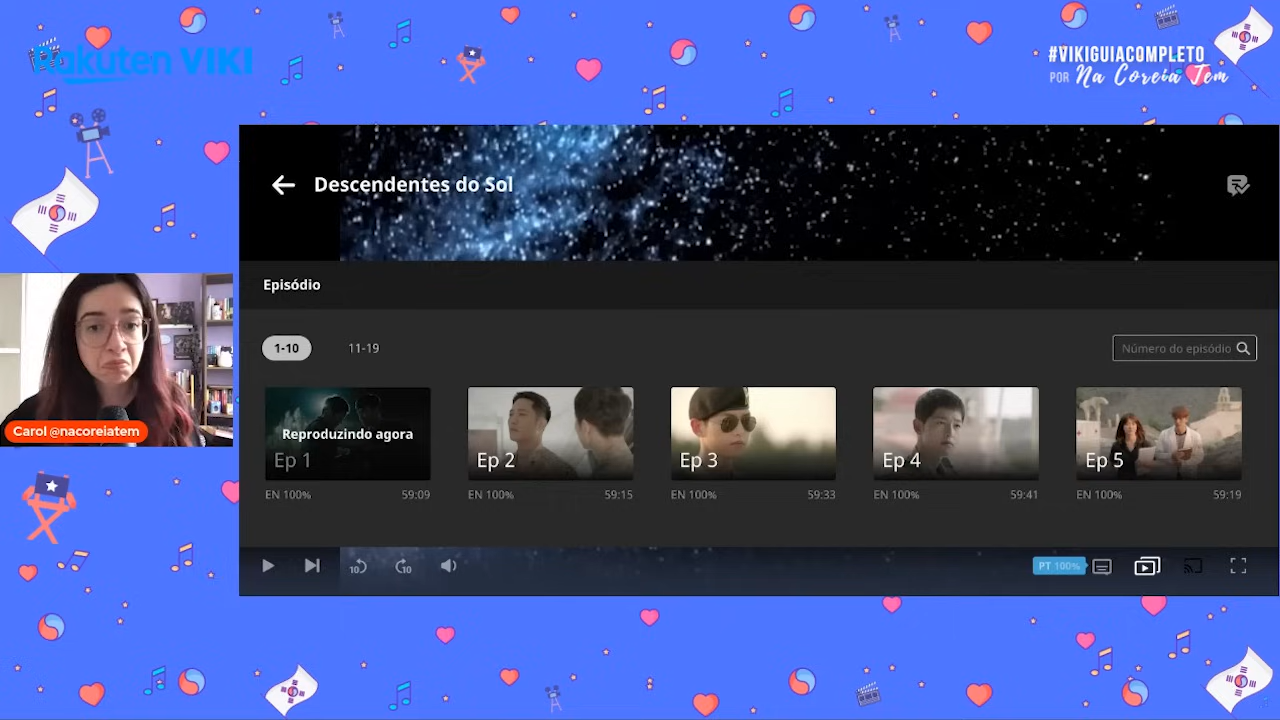 Rakuten VIKI
#VIKIGUIACOMPLETO
POR Na Coreia Tem
Descendentes do Sol
Episódio
1-10
11-19
Número do episódio
Reproduzindo agora
Ep 1
Ep 2
Ep 3
Ep 4
Ep 5
EN 100%
59:09
EN 100%
59:15
EN 100%
59:33
EN 100%
59:41
EN 100%
59:19
Carol @nacoreiatem
10
10
PT 100%